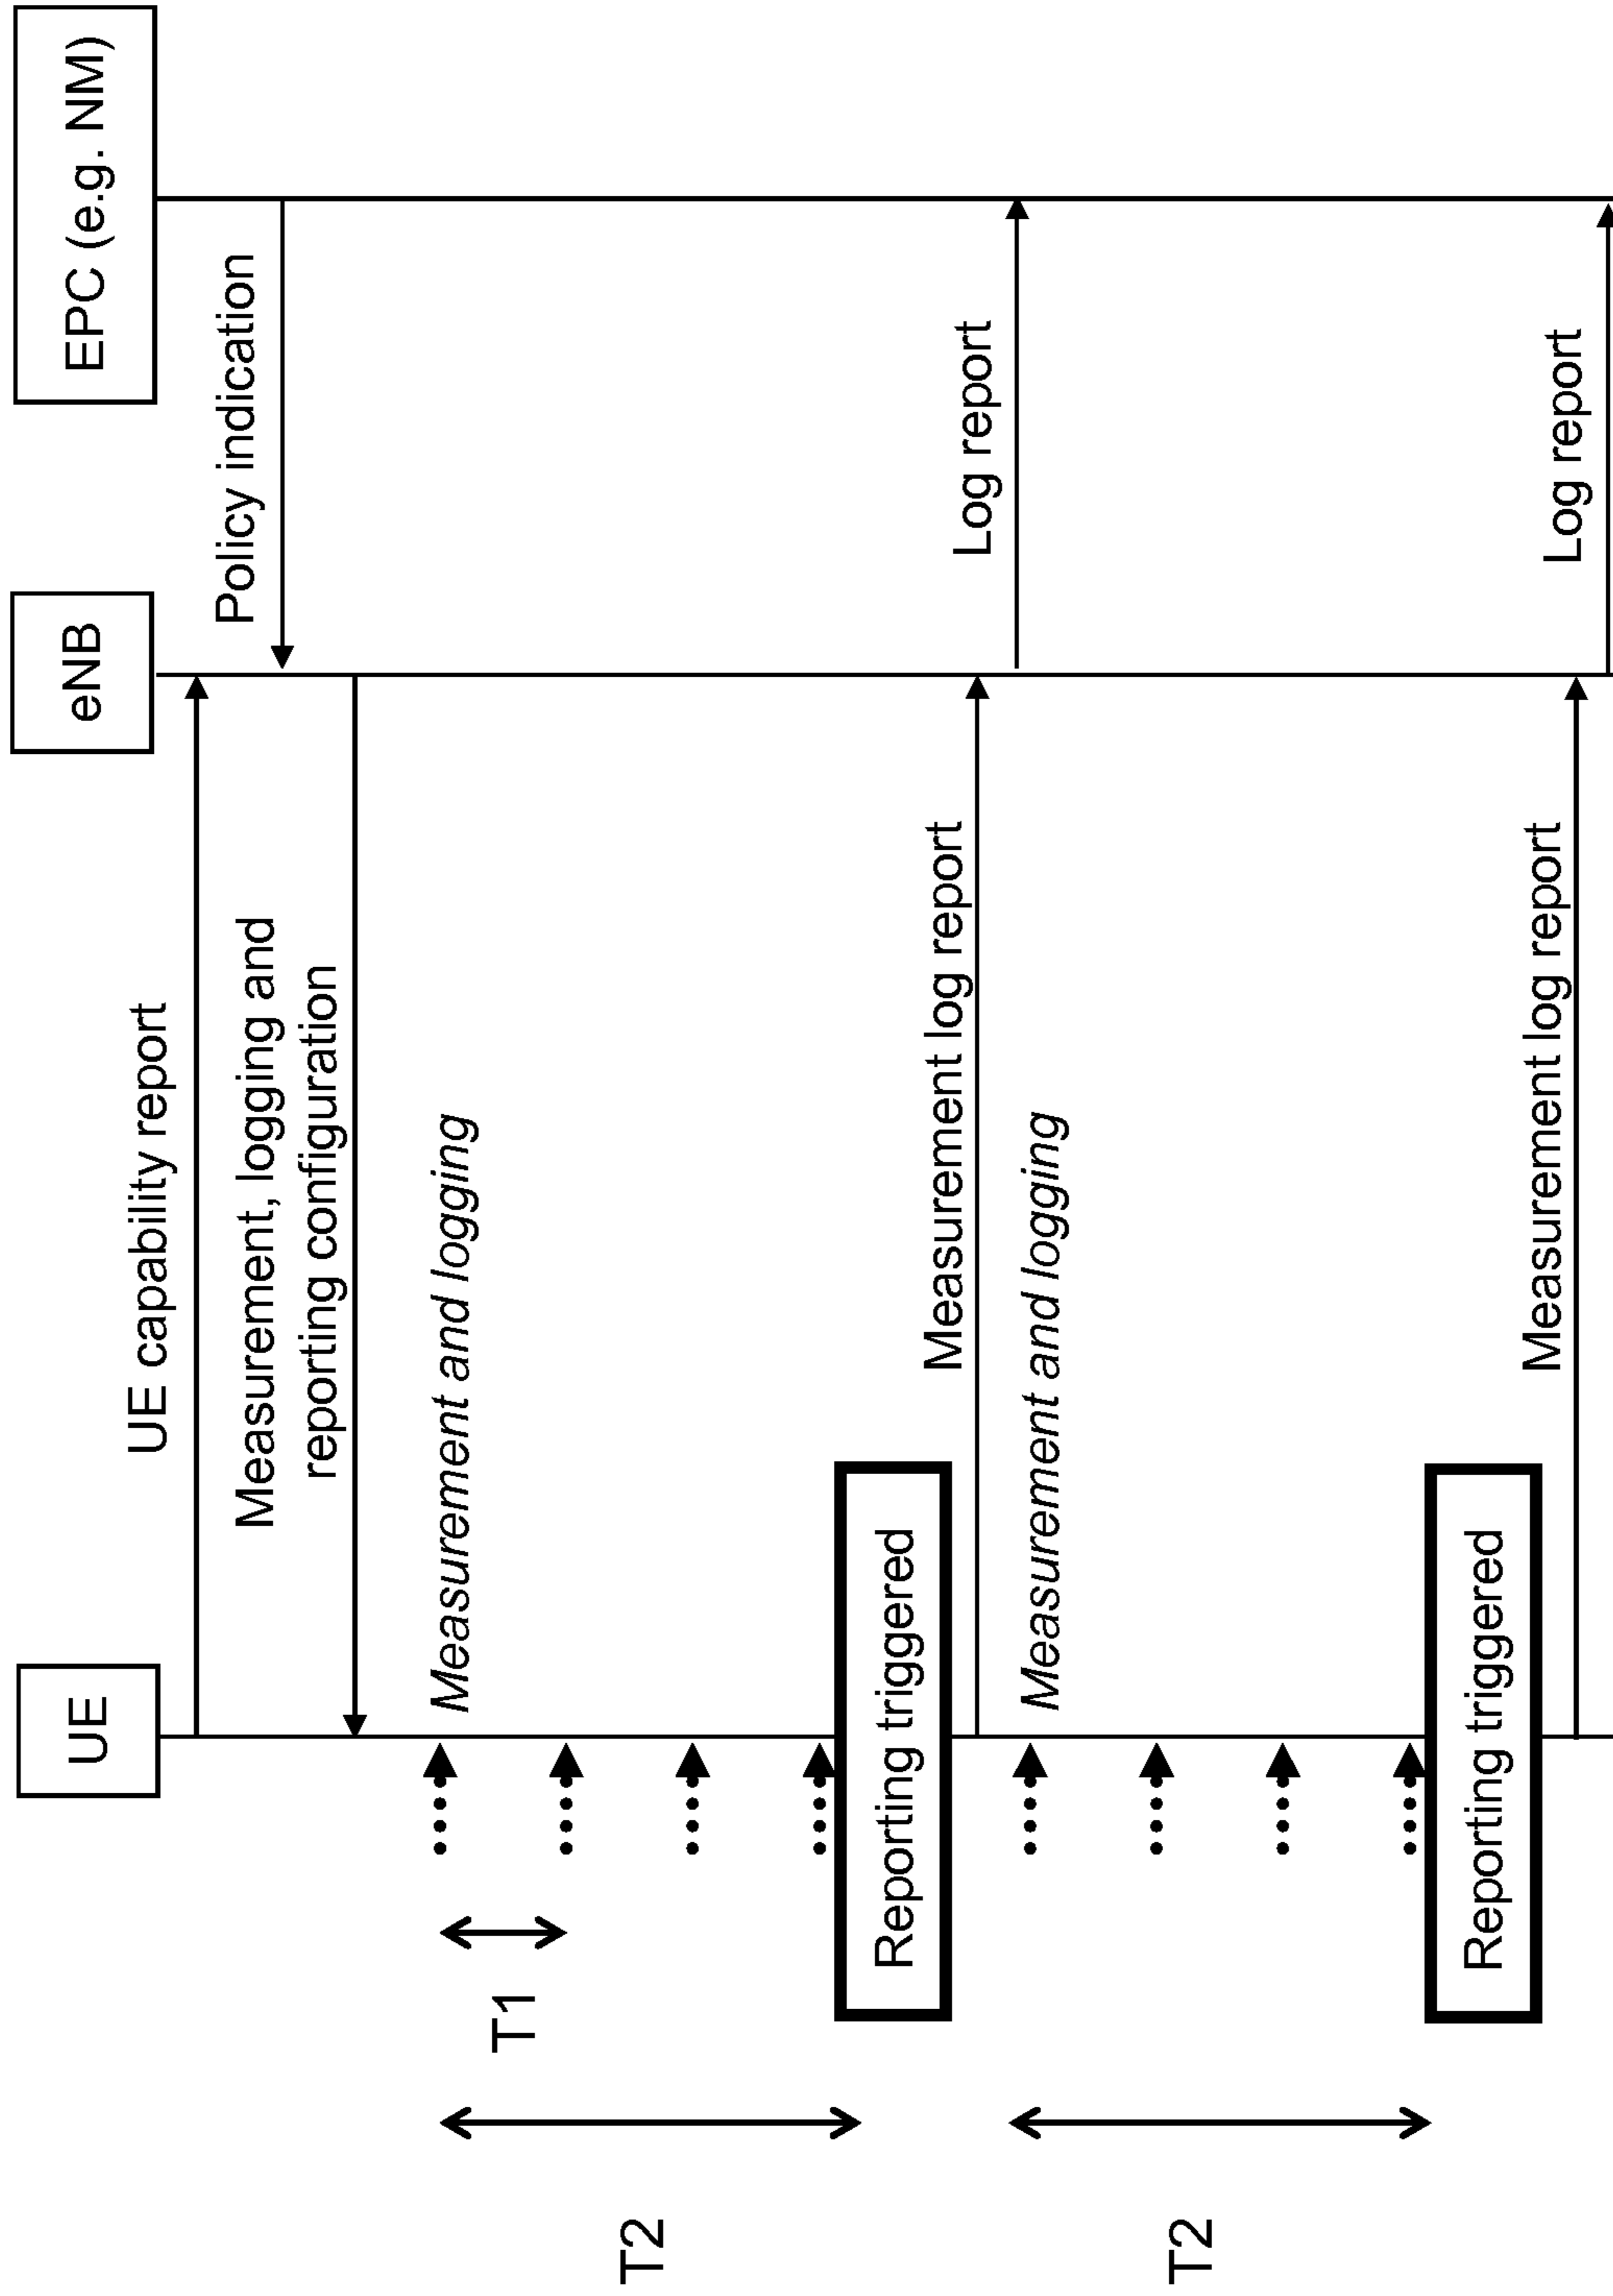 UE
eNB
EPC (e.g. NM)
UE capability report
Policy indication
Measurement, logging and
reporting configuration
Measurement and logging
T1
T2
Reporting triggered
Measurement log report
Log report
Measurement and logging
T2
Reporting triggered
Measurement log report
Log report